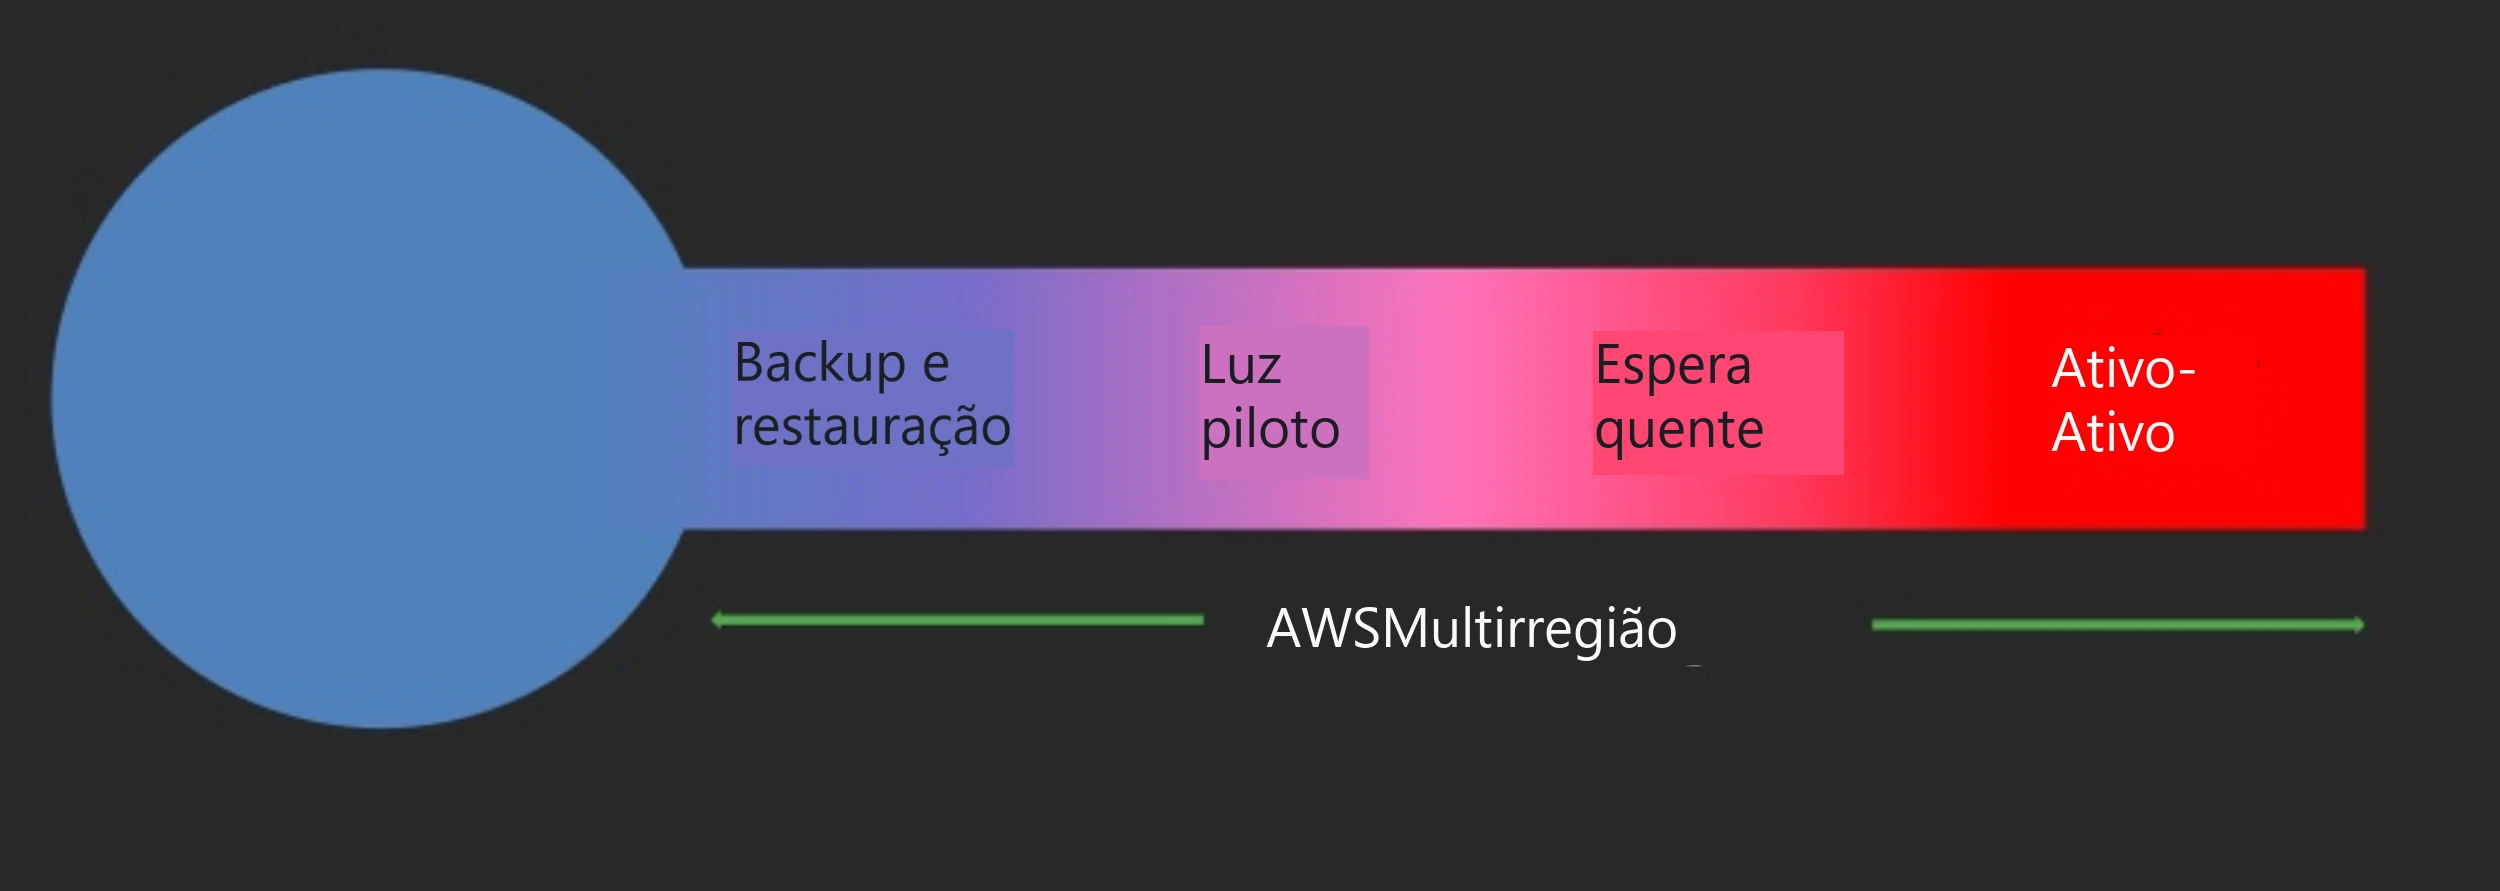 Backup e
restauração
Luz
piloto
Espera
quente
Ativo-
Ativo
AWSMultirregião